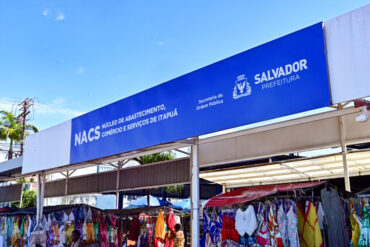 NACS
NÚCLEO DE ABASTECIMENTO,
COMÉRCIO E SERVIÇOS DE ITAPUÃ
Secretaria de
Ordem Pública
SALVADOR
PREFEITURA